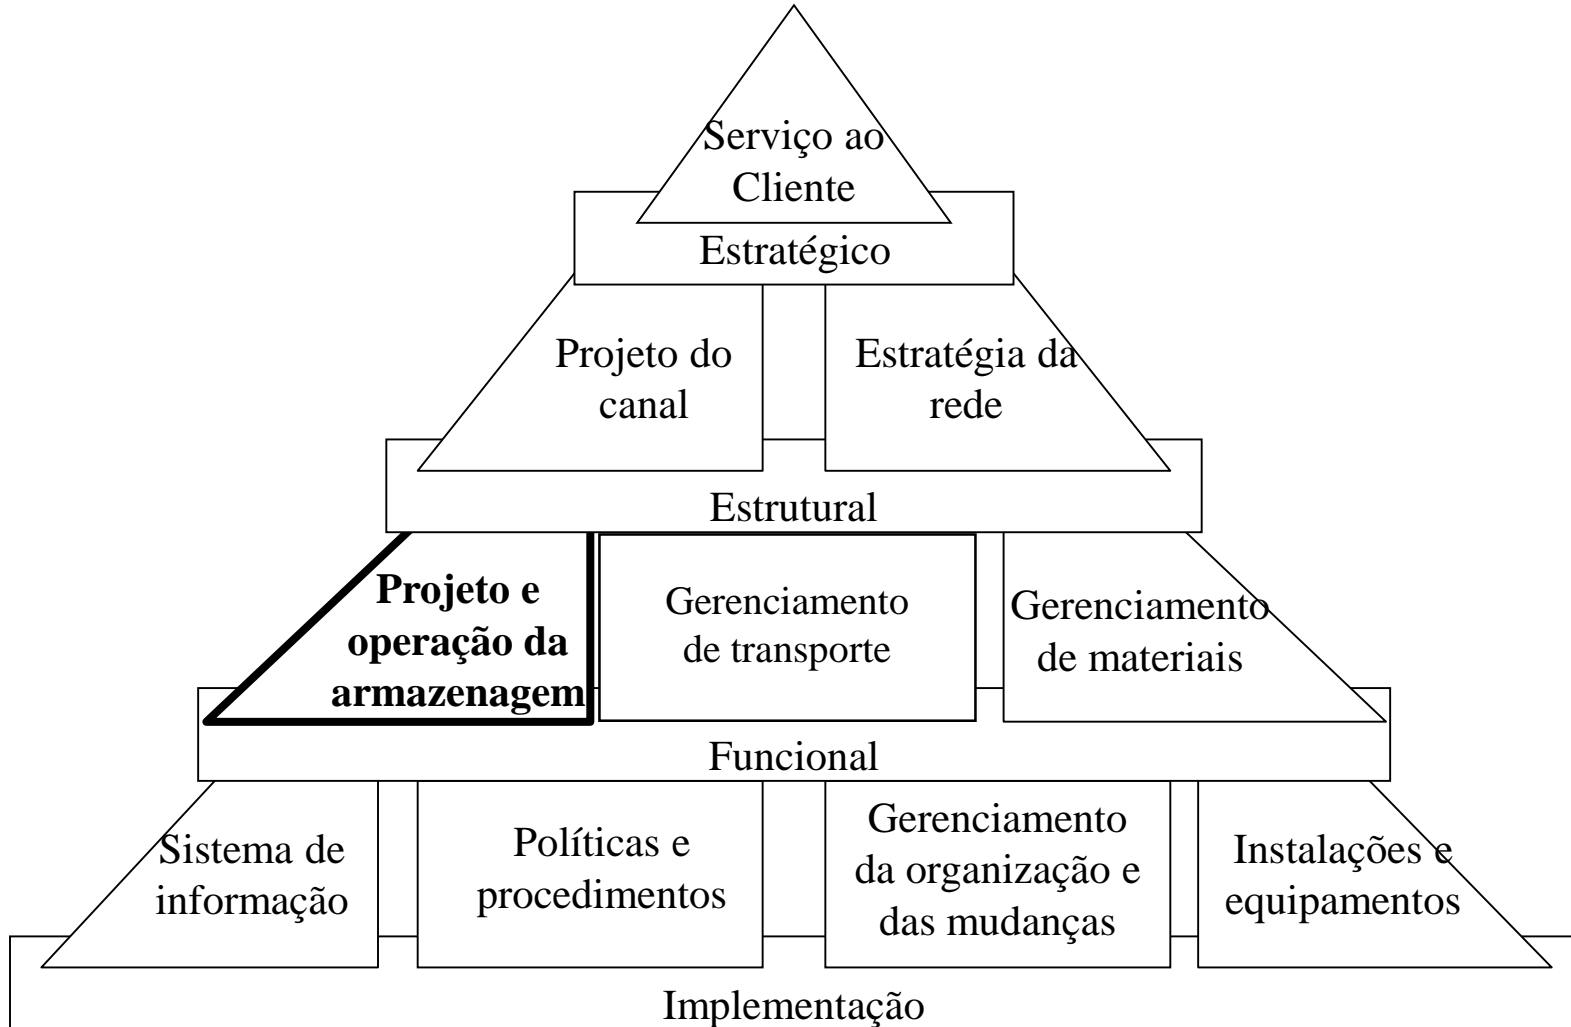 Serviço ao
Cliente
Estratégico
Projeto do
canal
Estratégia da
rede
Estrutural
Projeto e
operação da
armazenagem
Gerenciamento
de transporte
Gerenciamento
de materiais
Funcional
Sistema de
informação
Políticas e
procedimentos
Gerenciamento
da organização e
das mudanças
Instalações e
equipamentos
Implementação